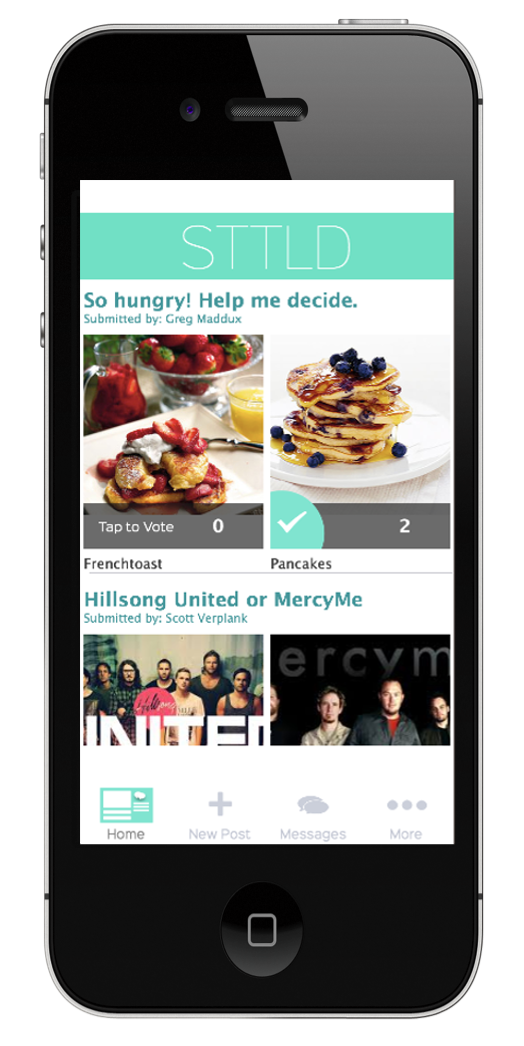 STTLD
So hungry! Help me decide.
Submitted by: Greg Maddux
Tap to Vote 0
2
Frenchtoast
Pancakes
Hillsong United or MercyMe
Submitted by: Scott Verplank
UNITED
ercym
Home
New Post
Messages
More